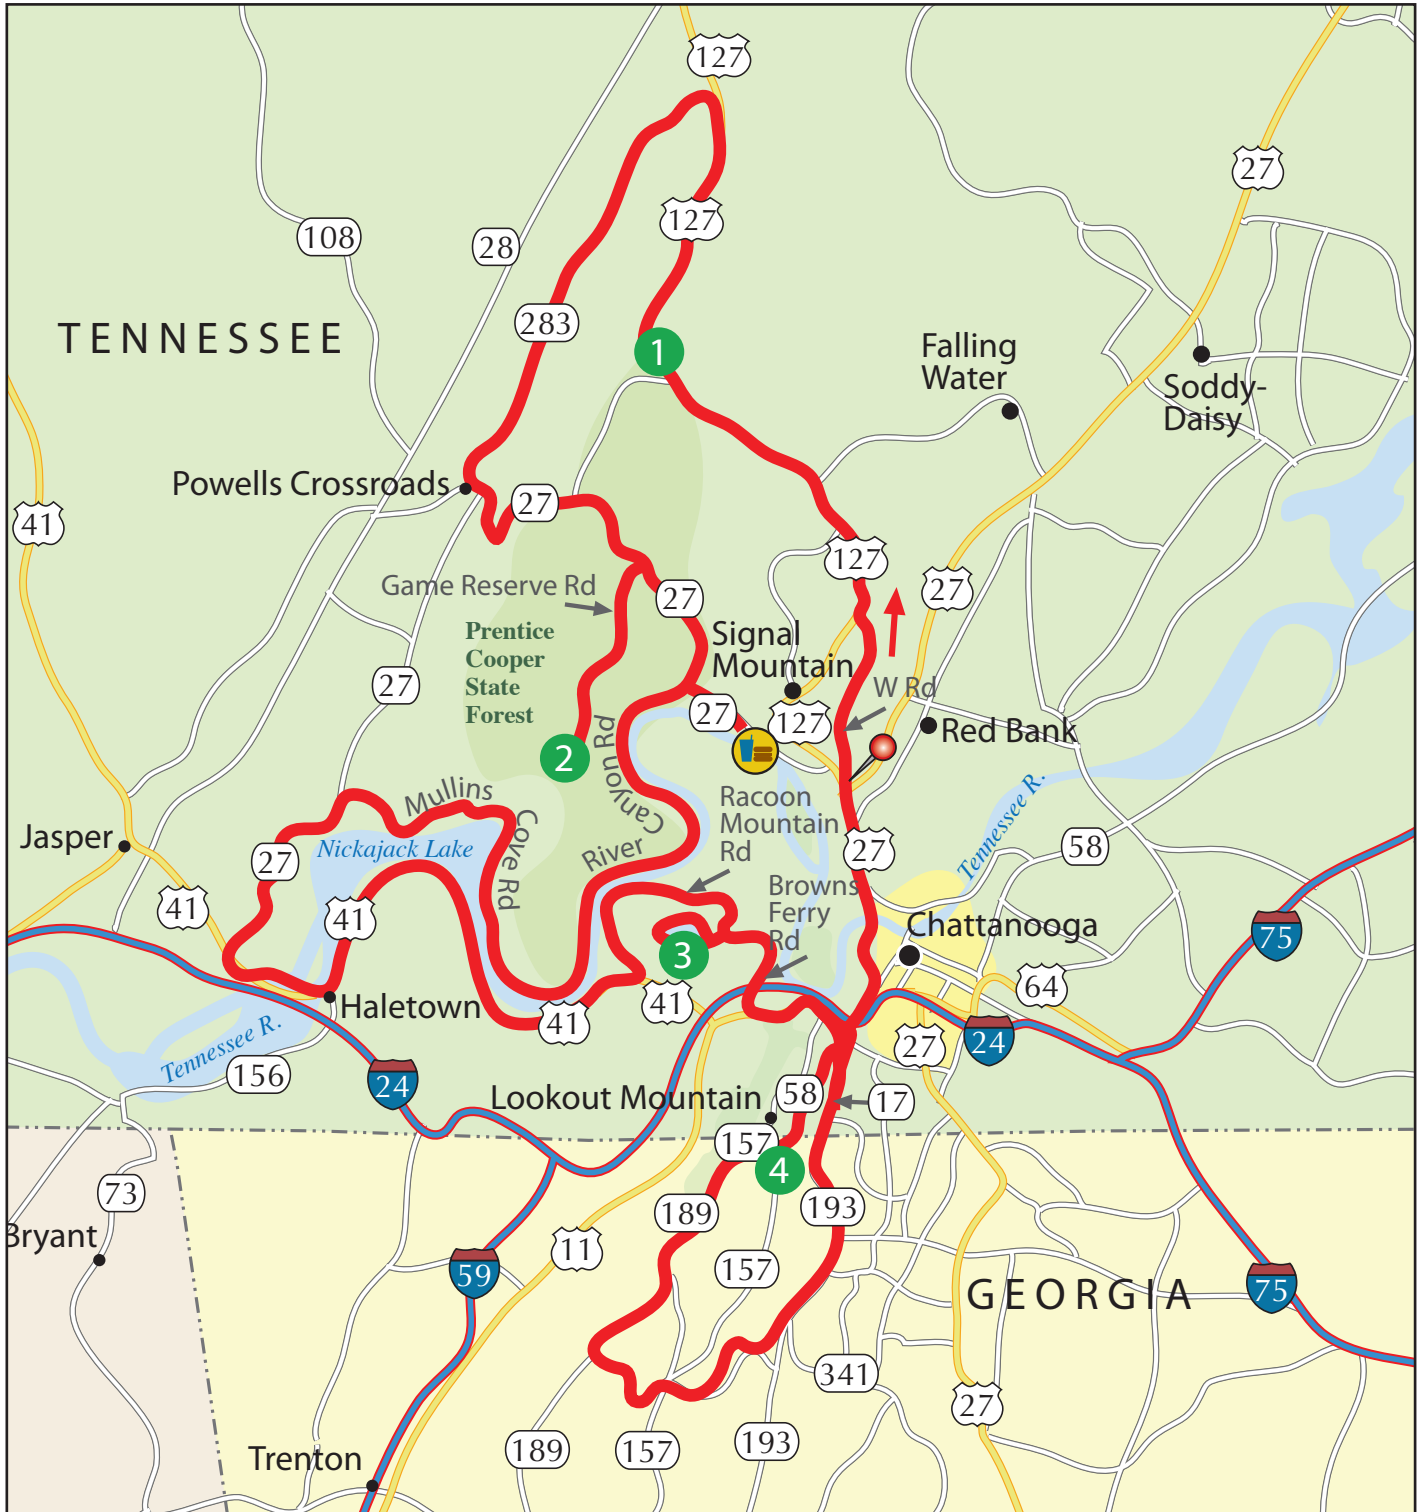 127
27
127
108
28
283
TENNESSEE
1
Falling
Water
Soddy-
Daisy
Powells Crossroads
27
41
127
27
Game Reserve Rd
27
Prentice
Cooper
State
Forest
Signal
Mountain
27
W Rd
27
127
Red Bank
2
Canyon Rd
Mullins
Racoon
Mountain
Rd
Tennessee R.
Jasper
Nickajack Lake
Cove Rd
River
27
58
27
Browns
Ferry
Rd
41
41
Chattanooga
75
3
64
Haletown
41
41
Tennessee R.
24
27
156
24
Lookout Mountain
58
17
157
4
73
189
193
Bryant
11
59
157
GEORGIA
75
341
27
Trenton
189
157
193